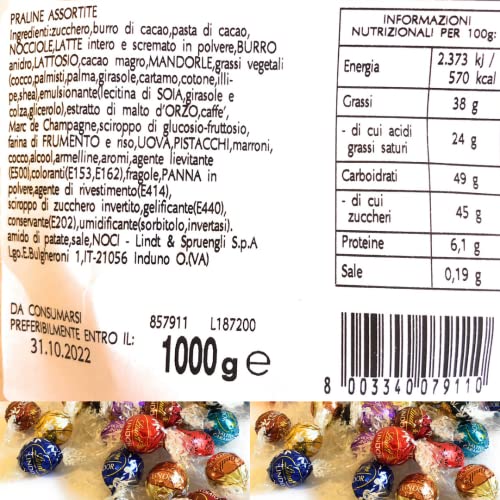 PRALINE ASSORTITE
Ingredienti:zucchero,burro di cacao,pasta di cacao,
NOCCIOLE,LATTE intero e scremato in polvere,BURRO
anidro,LATTOSIO,cacao magro,MANDORLE,grassi vegetali
(cocco,palmisti,palma,girasole,cartamo,cotone,illi-
pe,shea),emulsionante(lecitina di SOIA,girasole e
colza,glicerolo),estratto di malto d'ORZO,caffe',
Marc de Champagne,sciroppo di glucosio-fruttosio,
farina di FRUMENTO e riso,UOVA,PISTACCHI,marroni,
cocco,alcool,armelline,aromi,agente lievitante
(E500),coloranti(E153,E162),fragole,PANNA in
polvere,agente di rivestimento(E414),
sciroppo di zucchero invertito,gelificante(E440),
conservante(E202),umidificante(sorbitolo,invertasi).
amido di patate,sale,NOCI - Lindt & Spruengli S.p.A
Lgo.E.Bulgheroni 1,IT-21056 Induno O.(VA)
DA CONSUMARSI
PREFERIBILMENTE ENTRO IL:
31.10.2022
857911 L187200
1000 g e
INFORMAZIONI
NUTRIZIONALI PER 100g:
Energia 2.373 kJ /
570 kcal
Grassi 38 g
- di cui acidi
grassi saturi 24 g
Carboidrati 49 g
- di cui
zuccheri 45 g
Proteine 6,1 g
Sale 0,19 g
8 003340 079110